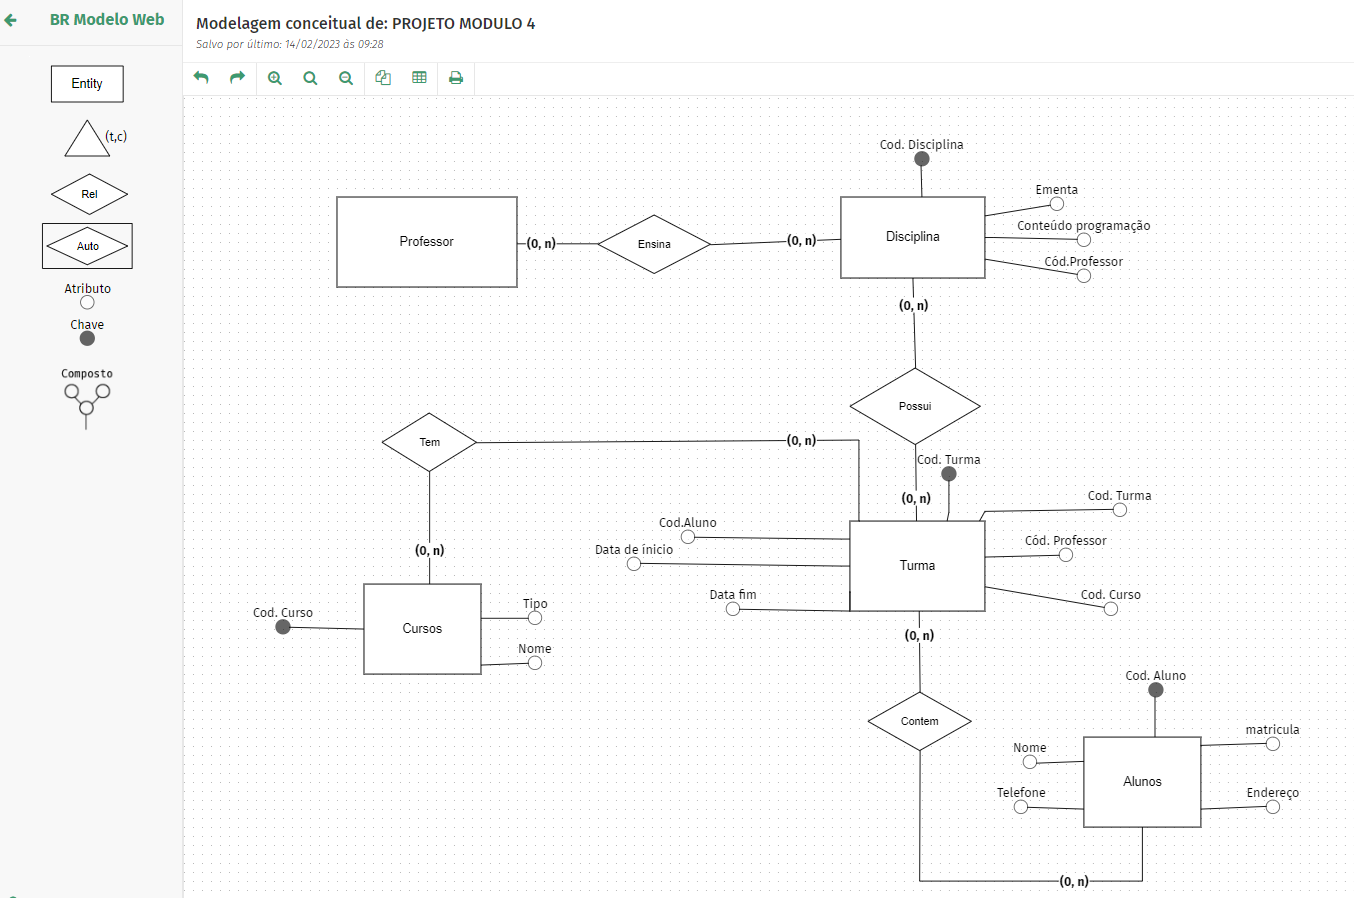 BR Modelo Web
Modelagem conceitual de: PROJETO MODULO 4
Salvo por último: 14/02/2023 às 09:28
Entity
(t,c)
Rel
Auto
Atributo
Chave
Composto
Cod. Disciplina
Ementa
Conteúdo programação
Cód.Professor
Professor
(0, n)
Ensina
(0, n)
Disciplina
(0, n)
Possui
Tem
(0, n)
Cod. Turma
(0, n)
Cod. Turma
Cod.Aluno
Cód. Professor
Data de ínicio
Turma
Data fim
Cod. Curso
(0, n)
Cod. Curso
Tipo
Cursos
Nome
(0, n)
Contem
Cod. Aluno
matricula
Nome
Alunos
Telefone
Endereço
(0, n)